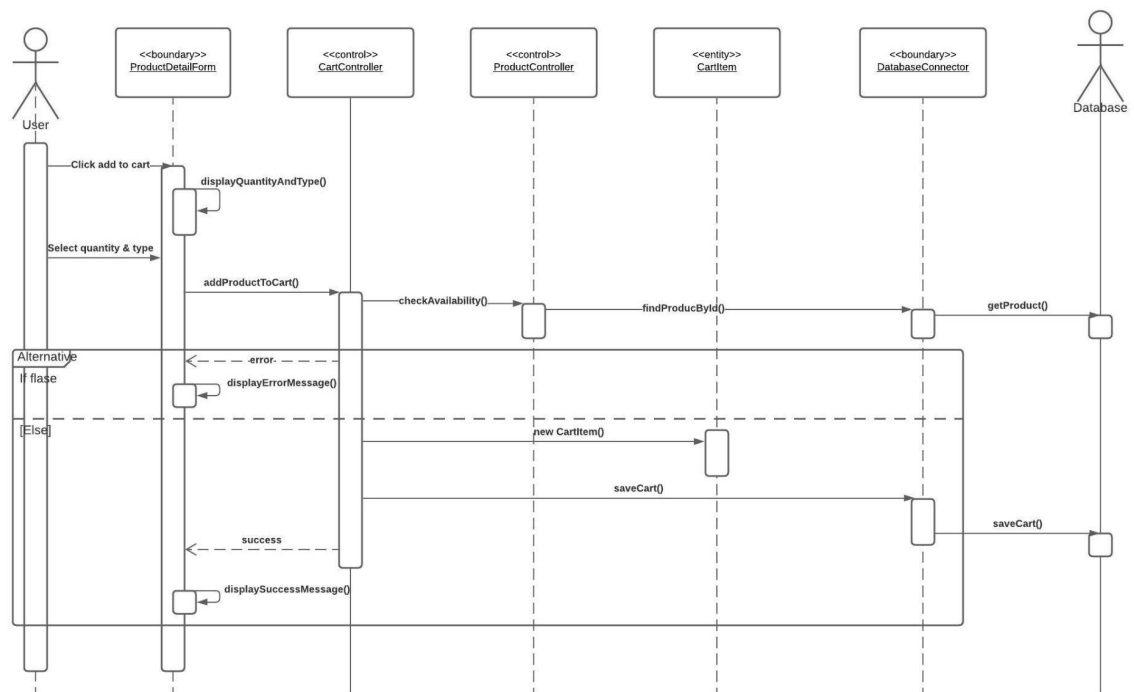 <<boundary>>
ProductDetailForm
<<control>>
CartController
<<control>>
ProductController
<<entity>>
CartItem
<<boundary>>
DatabaseConnector
Database
User
Click add to cart
displayQuantityAndType()
Select quantity & type
addProductToCart()
checkAvailability()
findProducById()
getProduct()
Alternative
error
If flase
displayErrorMessage()
[Else]
new CartItem()
saveCart()
saveCart()
success
displaySuccessMessage()